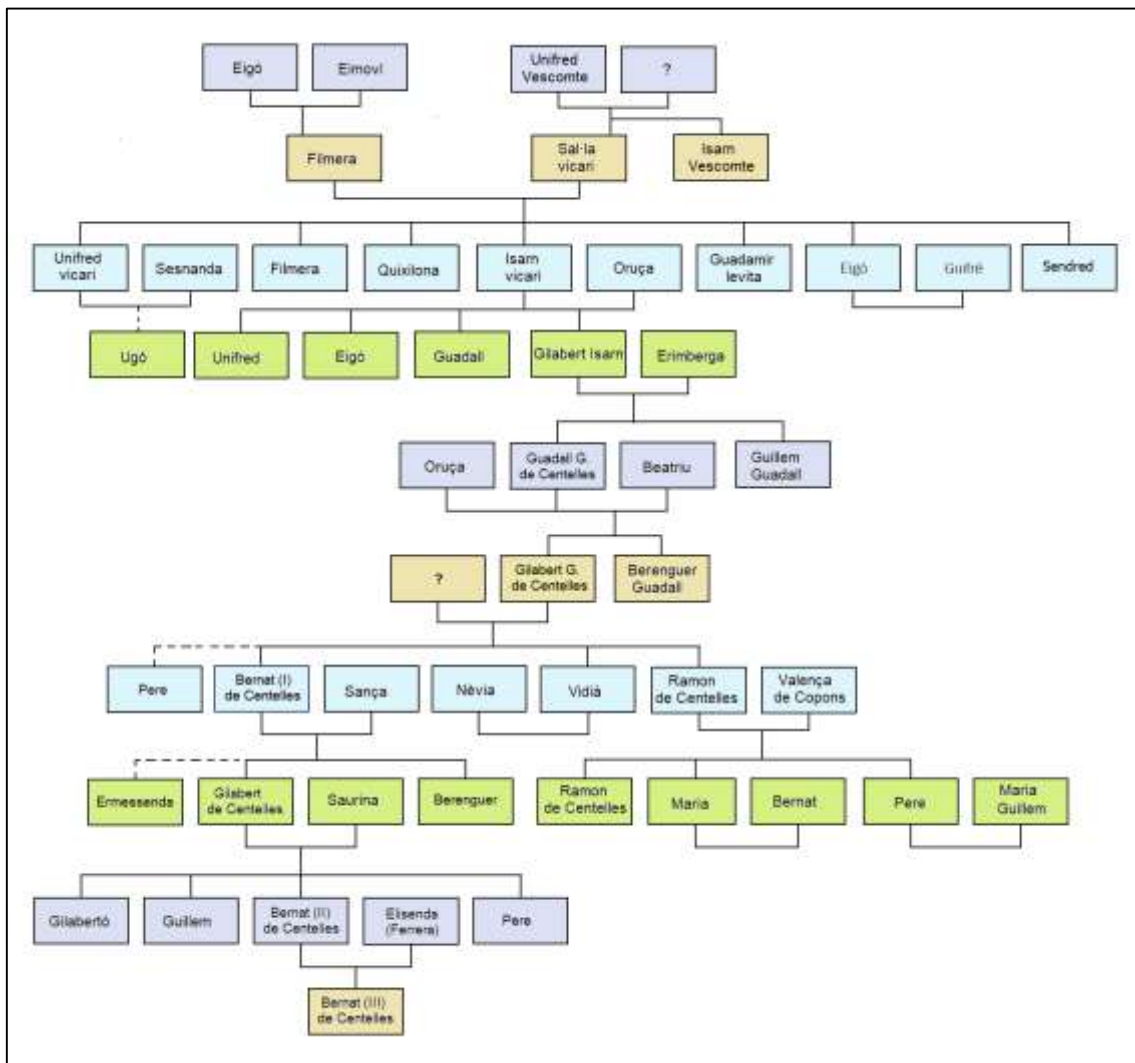 Eigó
Eimovl
Unifred
Vescomte
?
Filmera
Sal·la
vicari
Isarn
Vescomte
Unifred
vicari
Sesnanda
Filmera
Quixilona
Isarn
vicari
Oruça
Guadamir
levita
Eigó
Guifré
Sendred
Ugó
Unifred
Eigó
Guadall
Gilabert Isarn
Erimberga
Oruça
Guadall G.
de Centelles
Beatriu
Guillem
Guadall
?
Gilabert G.
de Centelles
Berenguer
Guadall
Pere
Bernat (I)
de Centelles
Sança
Nèvia
Vidià
Ramon
de Centelles
Valença
de Copons
Ermessenda
Gilabert
de Centelles
Saurina
Berenguer
Ramon
de Centelles
Maria
Bernat
Pere
Maria
Guillem
Gilabertó
Guillem
Bernat (II)
de Centelles
Elisenda
(Ferrera)
Pere
Bernat (III)
de Centelles